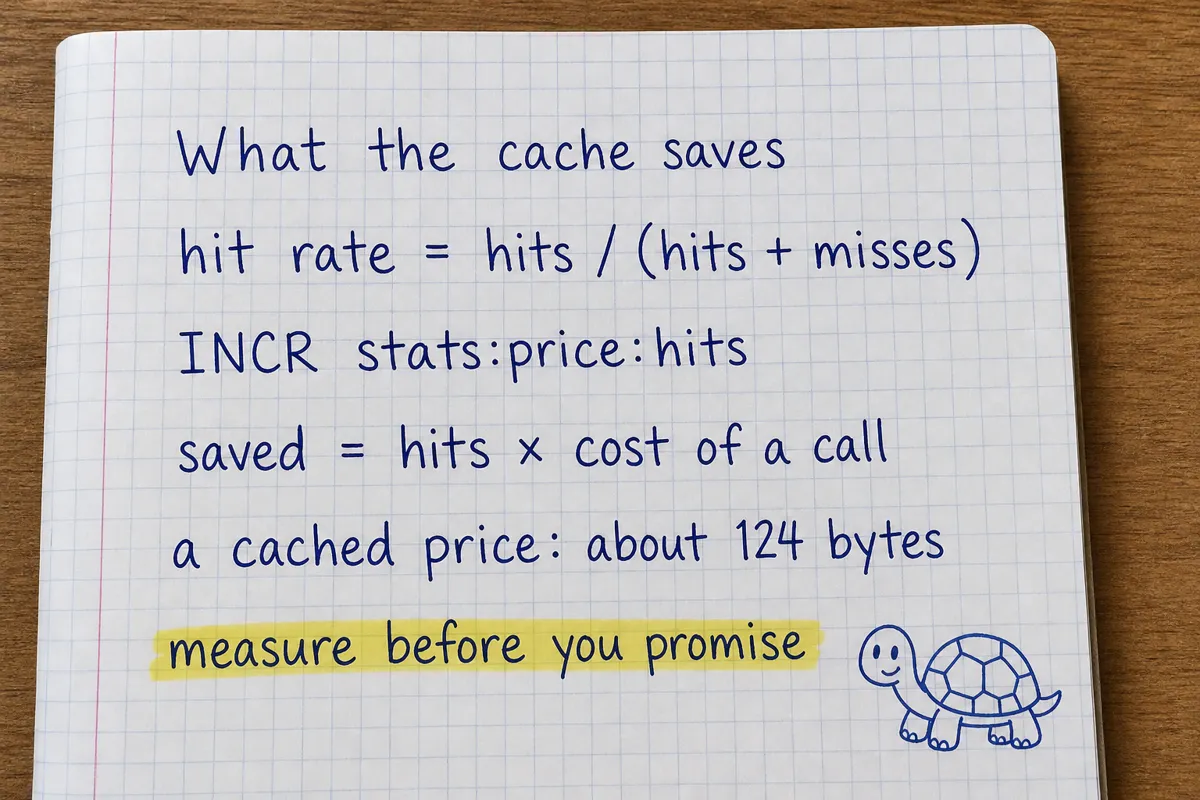 What the cache saves
hit rate = hits / (hits + misses)
INCR stats:price:hits
saved = hits × cost of a call
a cached price: about 124 bytes
measure before you promise